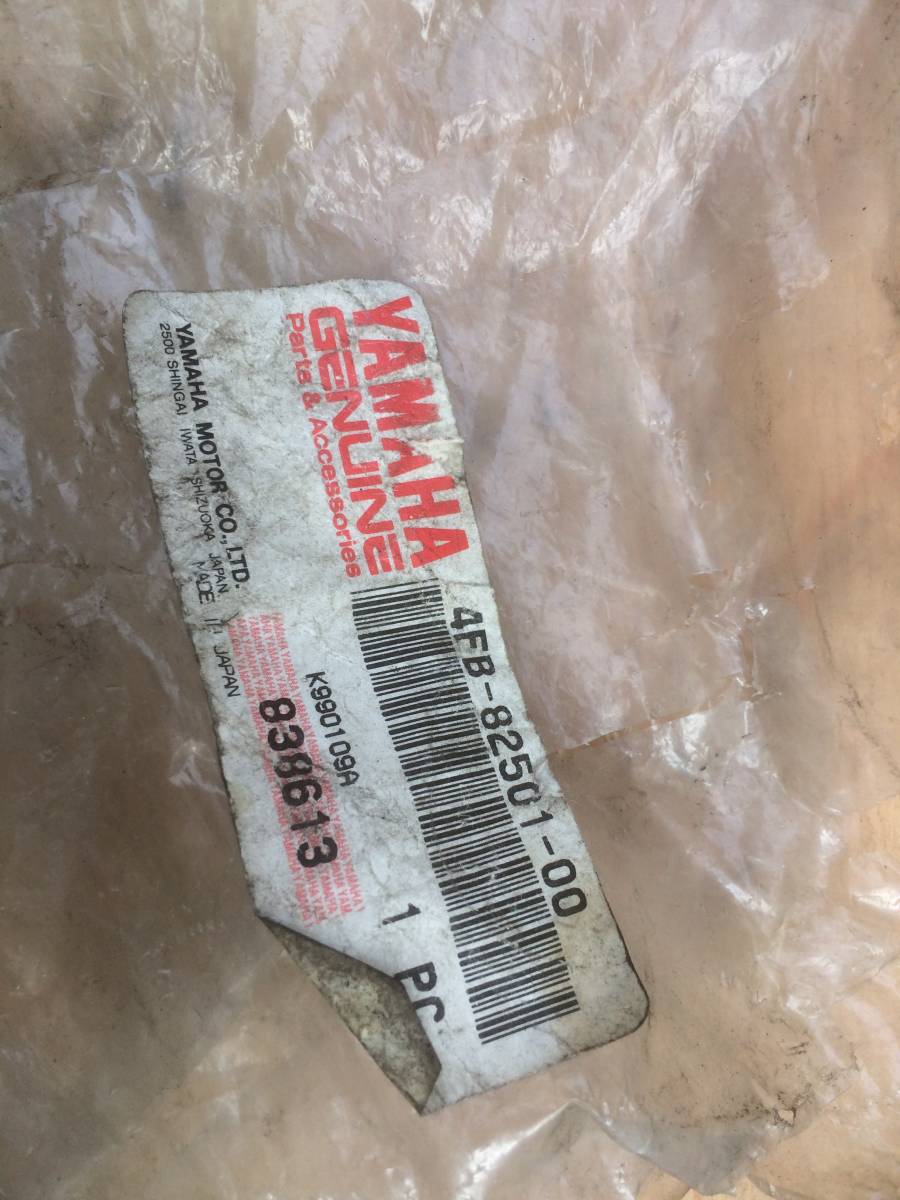 YAMAHA
GENUINE
Parts & Accessories
YAMAHA MOTOR CO., LTD.
2500 SHINGAI IWATA SHIZUOKA JAPAN
MADE IN JAPAN
4FB-82501-00
K990109A
838613
1 PC